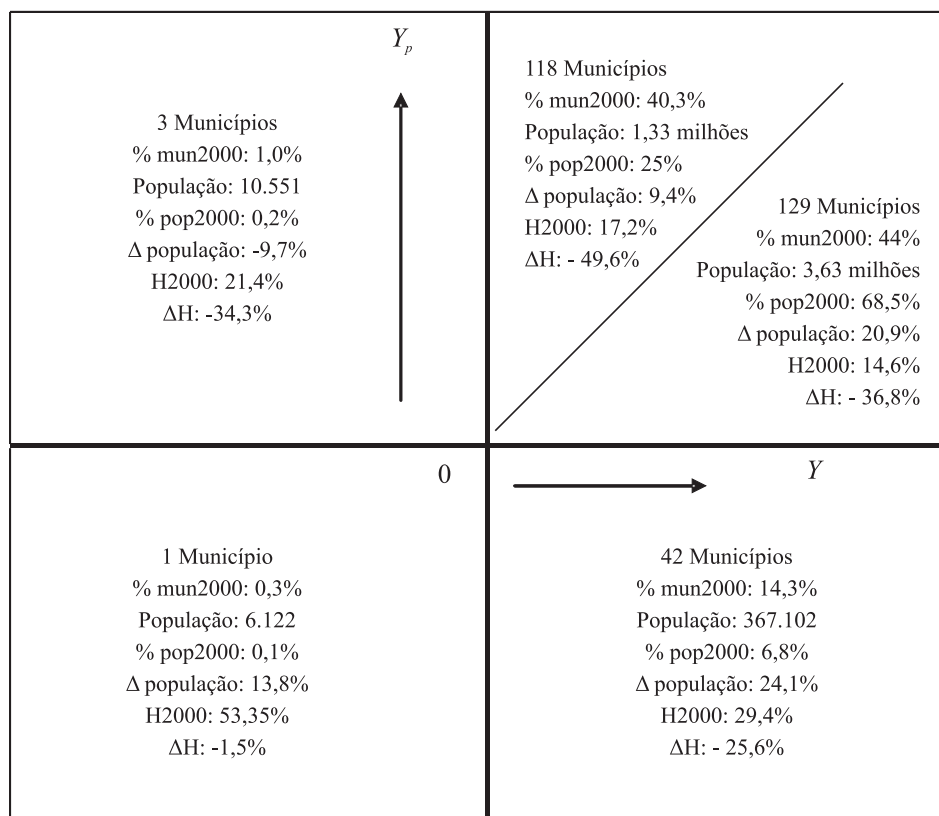 Yp
3 Municípios
% mun2000: 1,0%
População: 10.551
% pop2000: 0,2%
Δ população: -9,7%
H2000: 21,4%
ΔH: -34,3%
118 Municípios
% mun2000: 40,3%
População: 1,33 milhões
% pop2000: 25%
Δ população: 9,4%
H2000: 17,2%
ΔH: - 49,6%
129 Municípios
% mun2000: 44%
População: 3,63 milhões
% pop2000: 68,5%
Δ população: 20,9%
H2000: 14,6%
ΔH: - 36,8%
0
Y
1 Município
% mun2000: 0,3%
População: 6.122
% pop2000: 0,1%
Δ população: 13,8%
H2000: 53,35%
ΔH: -1,5%
42 Municípios
% mun2000: 14,3%
População: 367.102
% pop2000: 6,8%
Δ população: 24,1%
H2000: 29,4%
ΔH: - 25,6%